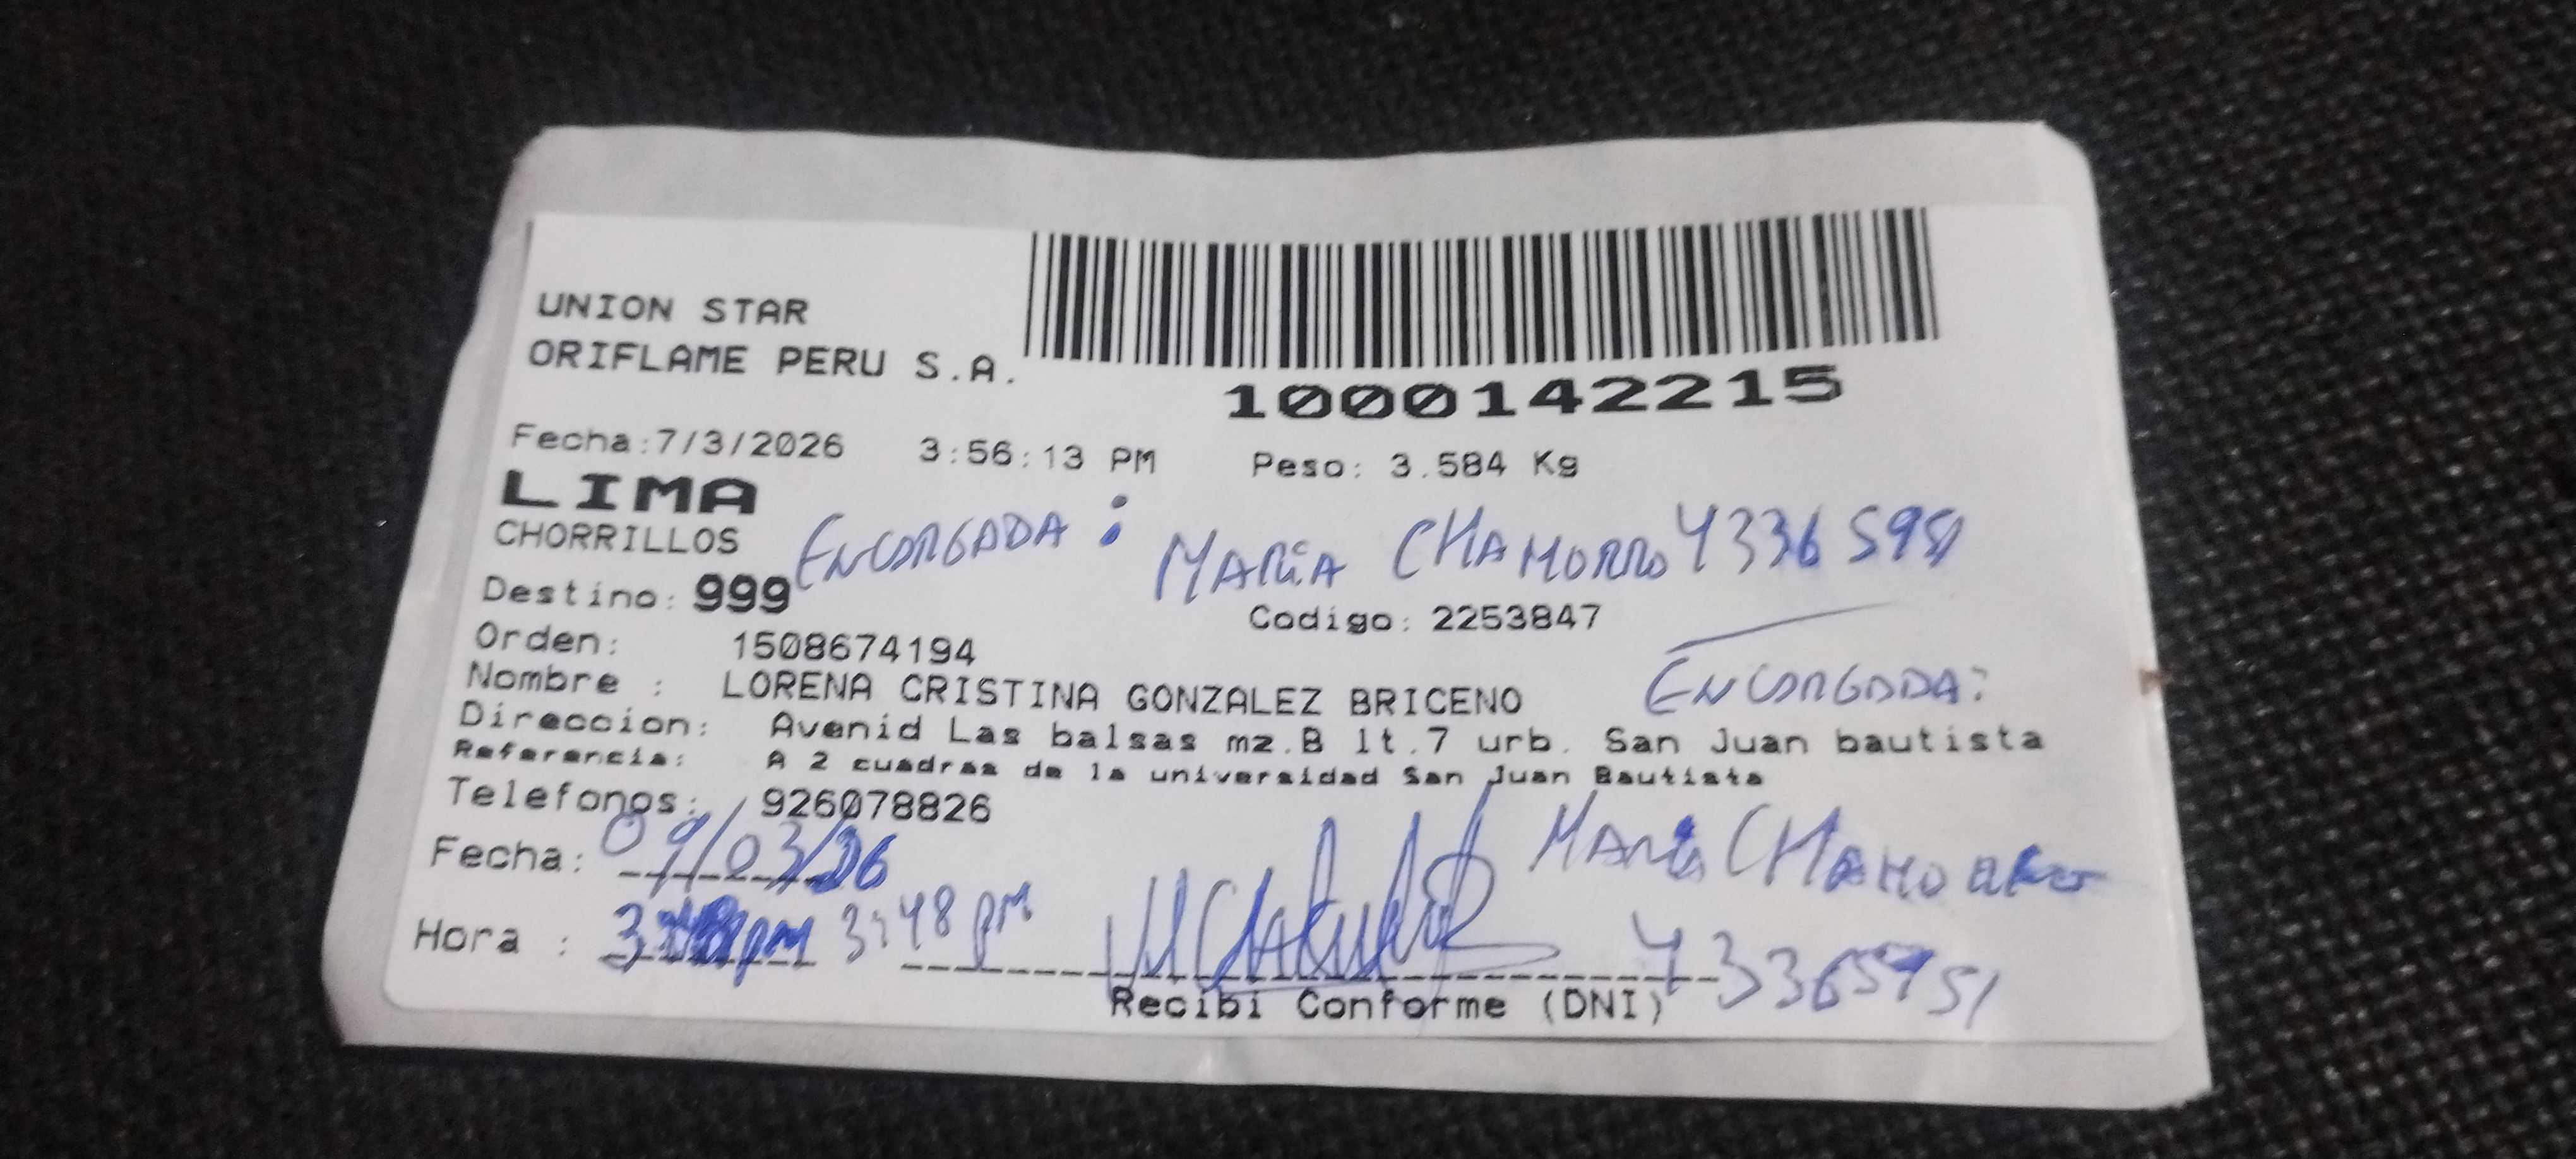 UNION STAR
ORIFLAME PERU S.A.
1000142215
Fecha:7/3/2026 3:56:13 PM Peso: 3.584 Kg
LIMA
CHORRILLOS
ENCARGADA : MARIA CHAMORRO
Destino: 999
Codigo: 2253847
Orden: 1508674194
ENCARGADA:
Nombre : LORENA CRISTINA GONZALEZ BRICENO
Direccion: Avenid Las balsas mz.B lt.7 urb. San Juan bautista
Referencia: A 2 cuadras de la universidad San Juan Bautista
Telefonos: 926078826
MARIA CHAMORRO
Fecha: 09/03/26
Hora : 3:48 pm
Recibi Conforme (DNI)